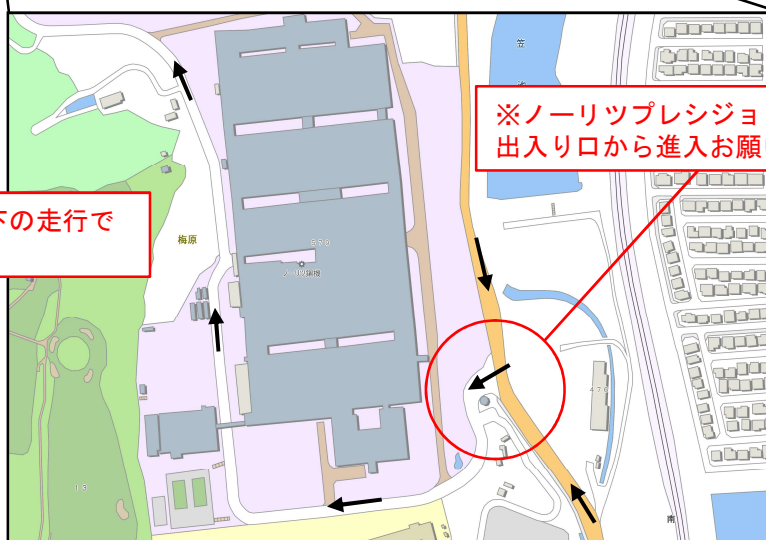 笠
※ノーリツプレシジョ
出入り口から進入お願
下の走行で
梅原
５７９
ノーリツ鋼機
４７６
１３
南